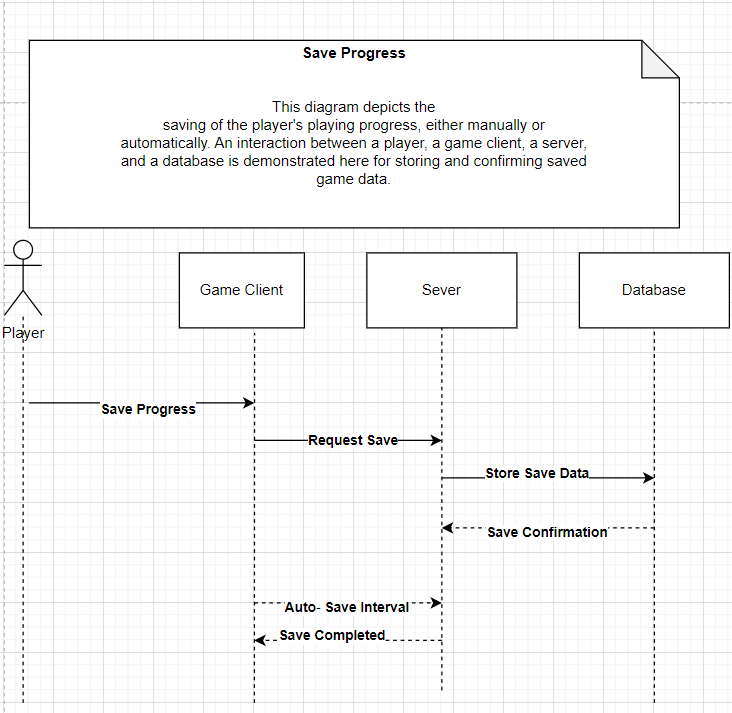 Save Progress
This diagram depicts the
saving of the player's playing progress, either manually or
automatically. An interaction between a player, a game client, a server,
and a database is demonstrated here for storing and confirming saved
game data.
Game Client
Sever
Database
Player
Save Progress
Request Save
Store Save Data
Save Confirmation
Auto- Save Interval
Save Completed